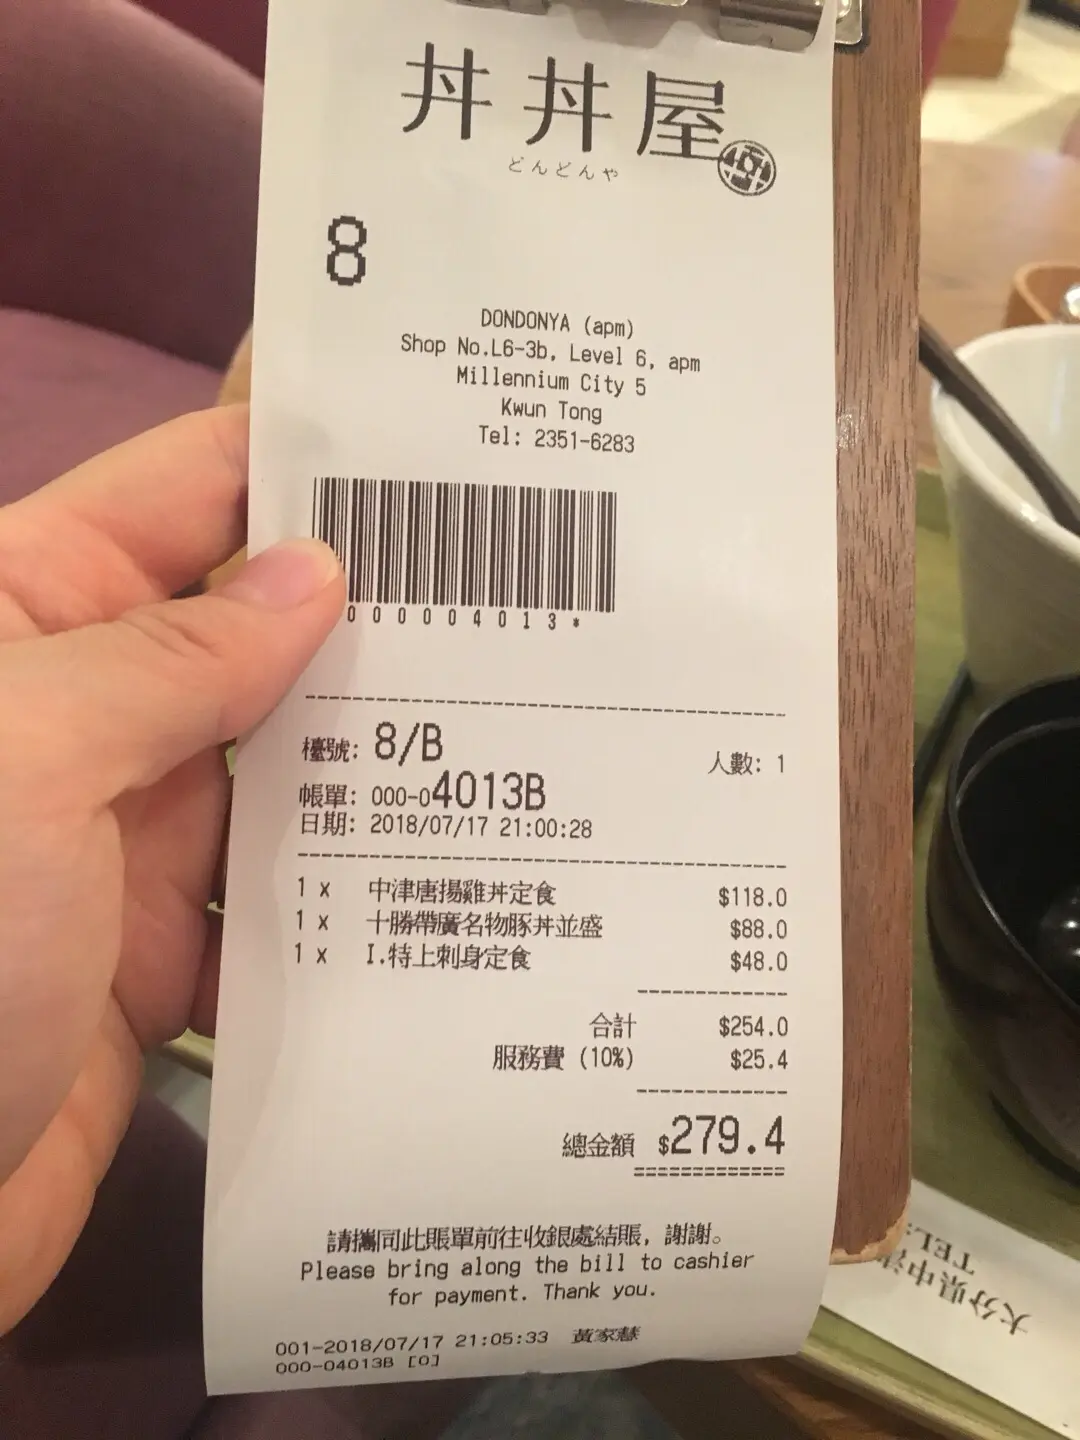 丼丼屋
どんどんや
8
DONDONYA (apm)
Shop No.L6-3b, Level 6, apm
Millennium City 5
Kwun Tong
Tel: 2351-6283
000004013*
檯號: 8/B 人數: 1
帳單: 000-04013B
日期: 2018/07/17 21:00:28
1 x 中津唐揚雞丼定食 $118.0
1 x 十勝帶廣名物豚丼並盛 $88.0
1 x I.特上刺身定食 $48.0
合計 $254.0
服務費 (10%) $25.4
總金額 $279.4
請攜同此賬單前往收銀處結賬, 謝謝。
Please bring along the bill to cashier
for payment. Thank you.
001-2018/07/17 21:05:33 黃家慧
000-04013B [0]
大分県中津
TEL: